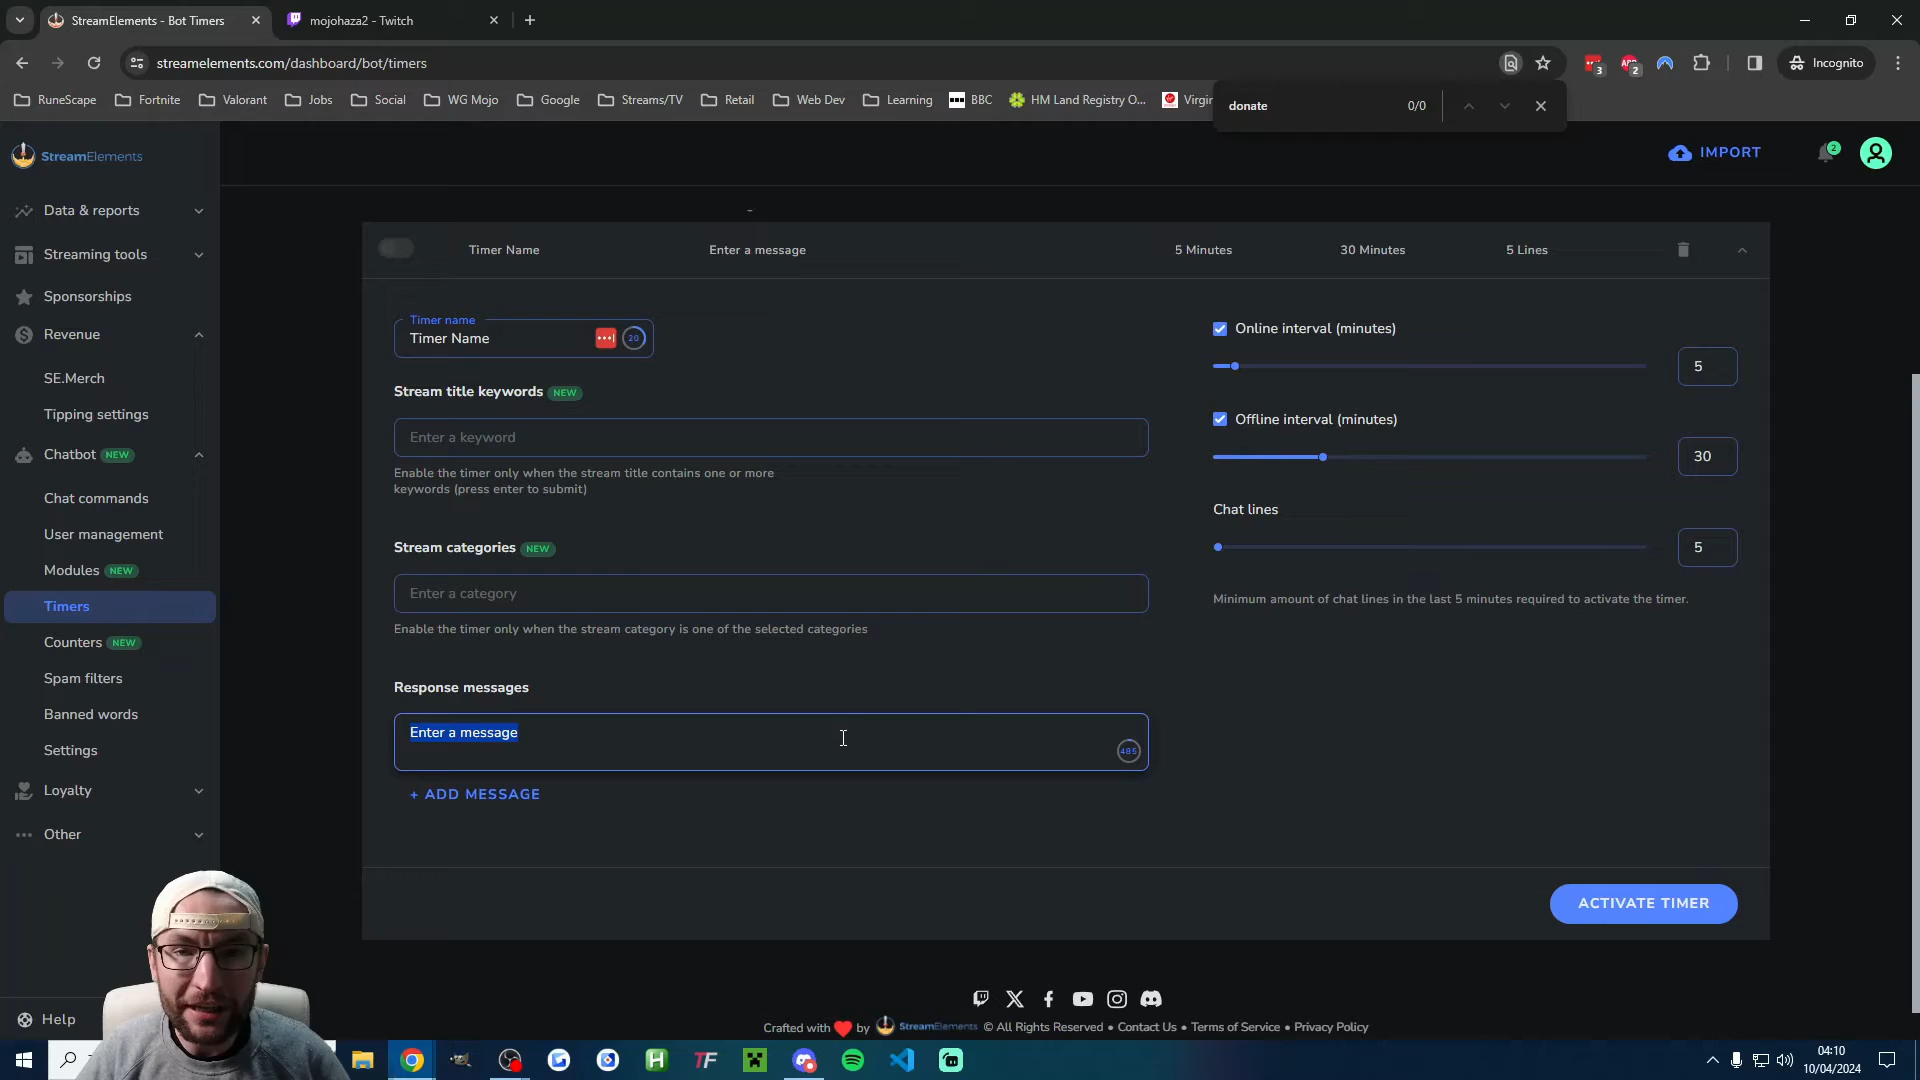 StreamElements - Bot Timers
mojohaza2 - Twitch
streamelements.com/dashboard/bot/timers
3
2
Incognito
RuneScape
Fortnite
Valorant
Jobs
Social
WG Mojo
Google
Streams/TV
Retail
Web Dev
Learning
BBC
HM Land Registry O...
Virgin
donate
0/0
StreamElements
IMPORT
2
Data & reports
Streaming tools
Sponsorships
Revenue
SE.Merch
Tipping settings
Chatbot NEW
Chat commands
User management
Modules NEW
Timers
Counters NEW
Spam filters
Banned words
Settings
Loyalty
Other
Help
Timer Name
Enter a message
5 Minutes
30 Minutes
5 Lines
Timer name
Timer Name
20
Stream title keywords NEW
Enter a keyword
Enable the timer only when the stream title contains one or more
keywords (press enter to submit)
Stream categories NEW
Enter a category
Enable the timer only when the stream category is one of the selected categories
Response messages
Enter a message
485
+ ADD MESSAGE
Online interval (minutes)
5
Offline interval (minutes)
30
Chat lines
5
Minimum amount of chat lines in the last 5 minutes required to activate the timer.
ACTIVATE TIMER
Crafted with by StreamElements © All Rights Reserved • Contact Us • Terms of Service • Privacy Policy
H
TF
04:10
10/04/2024